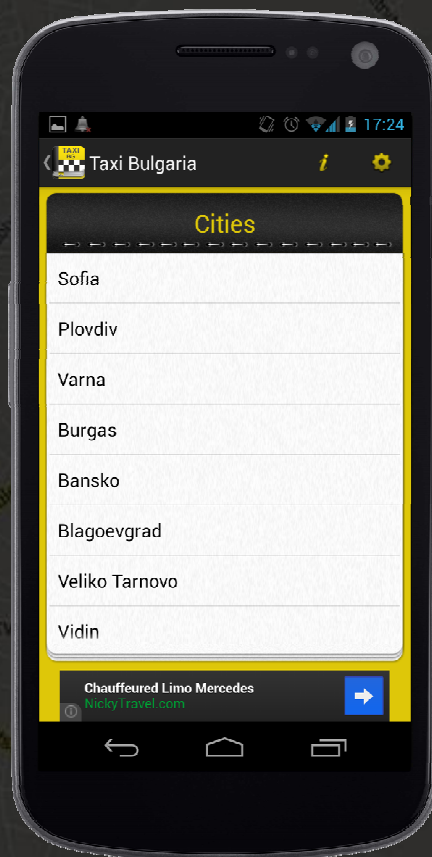 17:24
TAXI
Taxi Bulgaria
i
Cities
Sofia
Plovdiv
Varna
Burgas
Bansko
Blagoevgrad
Veliko Tarnovo
Vidin
Chauffeured Limo Mercedes
NickyTravel.com